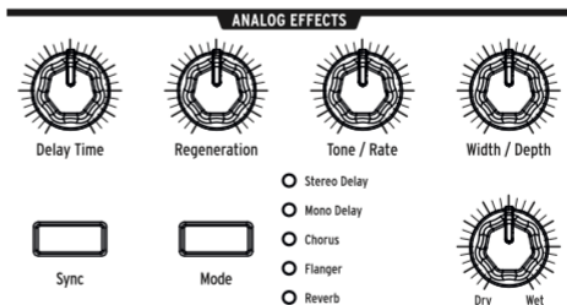 ANALOG EFFECTS
Delay Time
Regeneration
Tone / Rate
Width / Depth
Stereo Delay
Mono Delay
Chorus
Flanger
Reverb
Sync
Mode
Dry
Wet